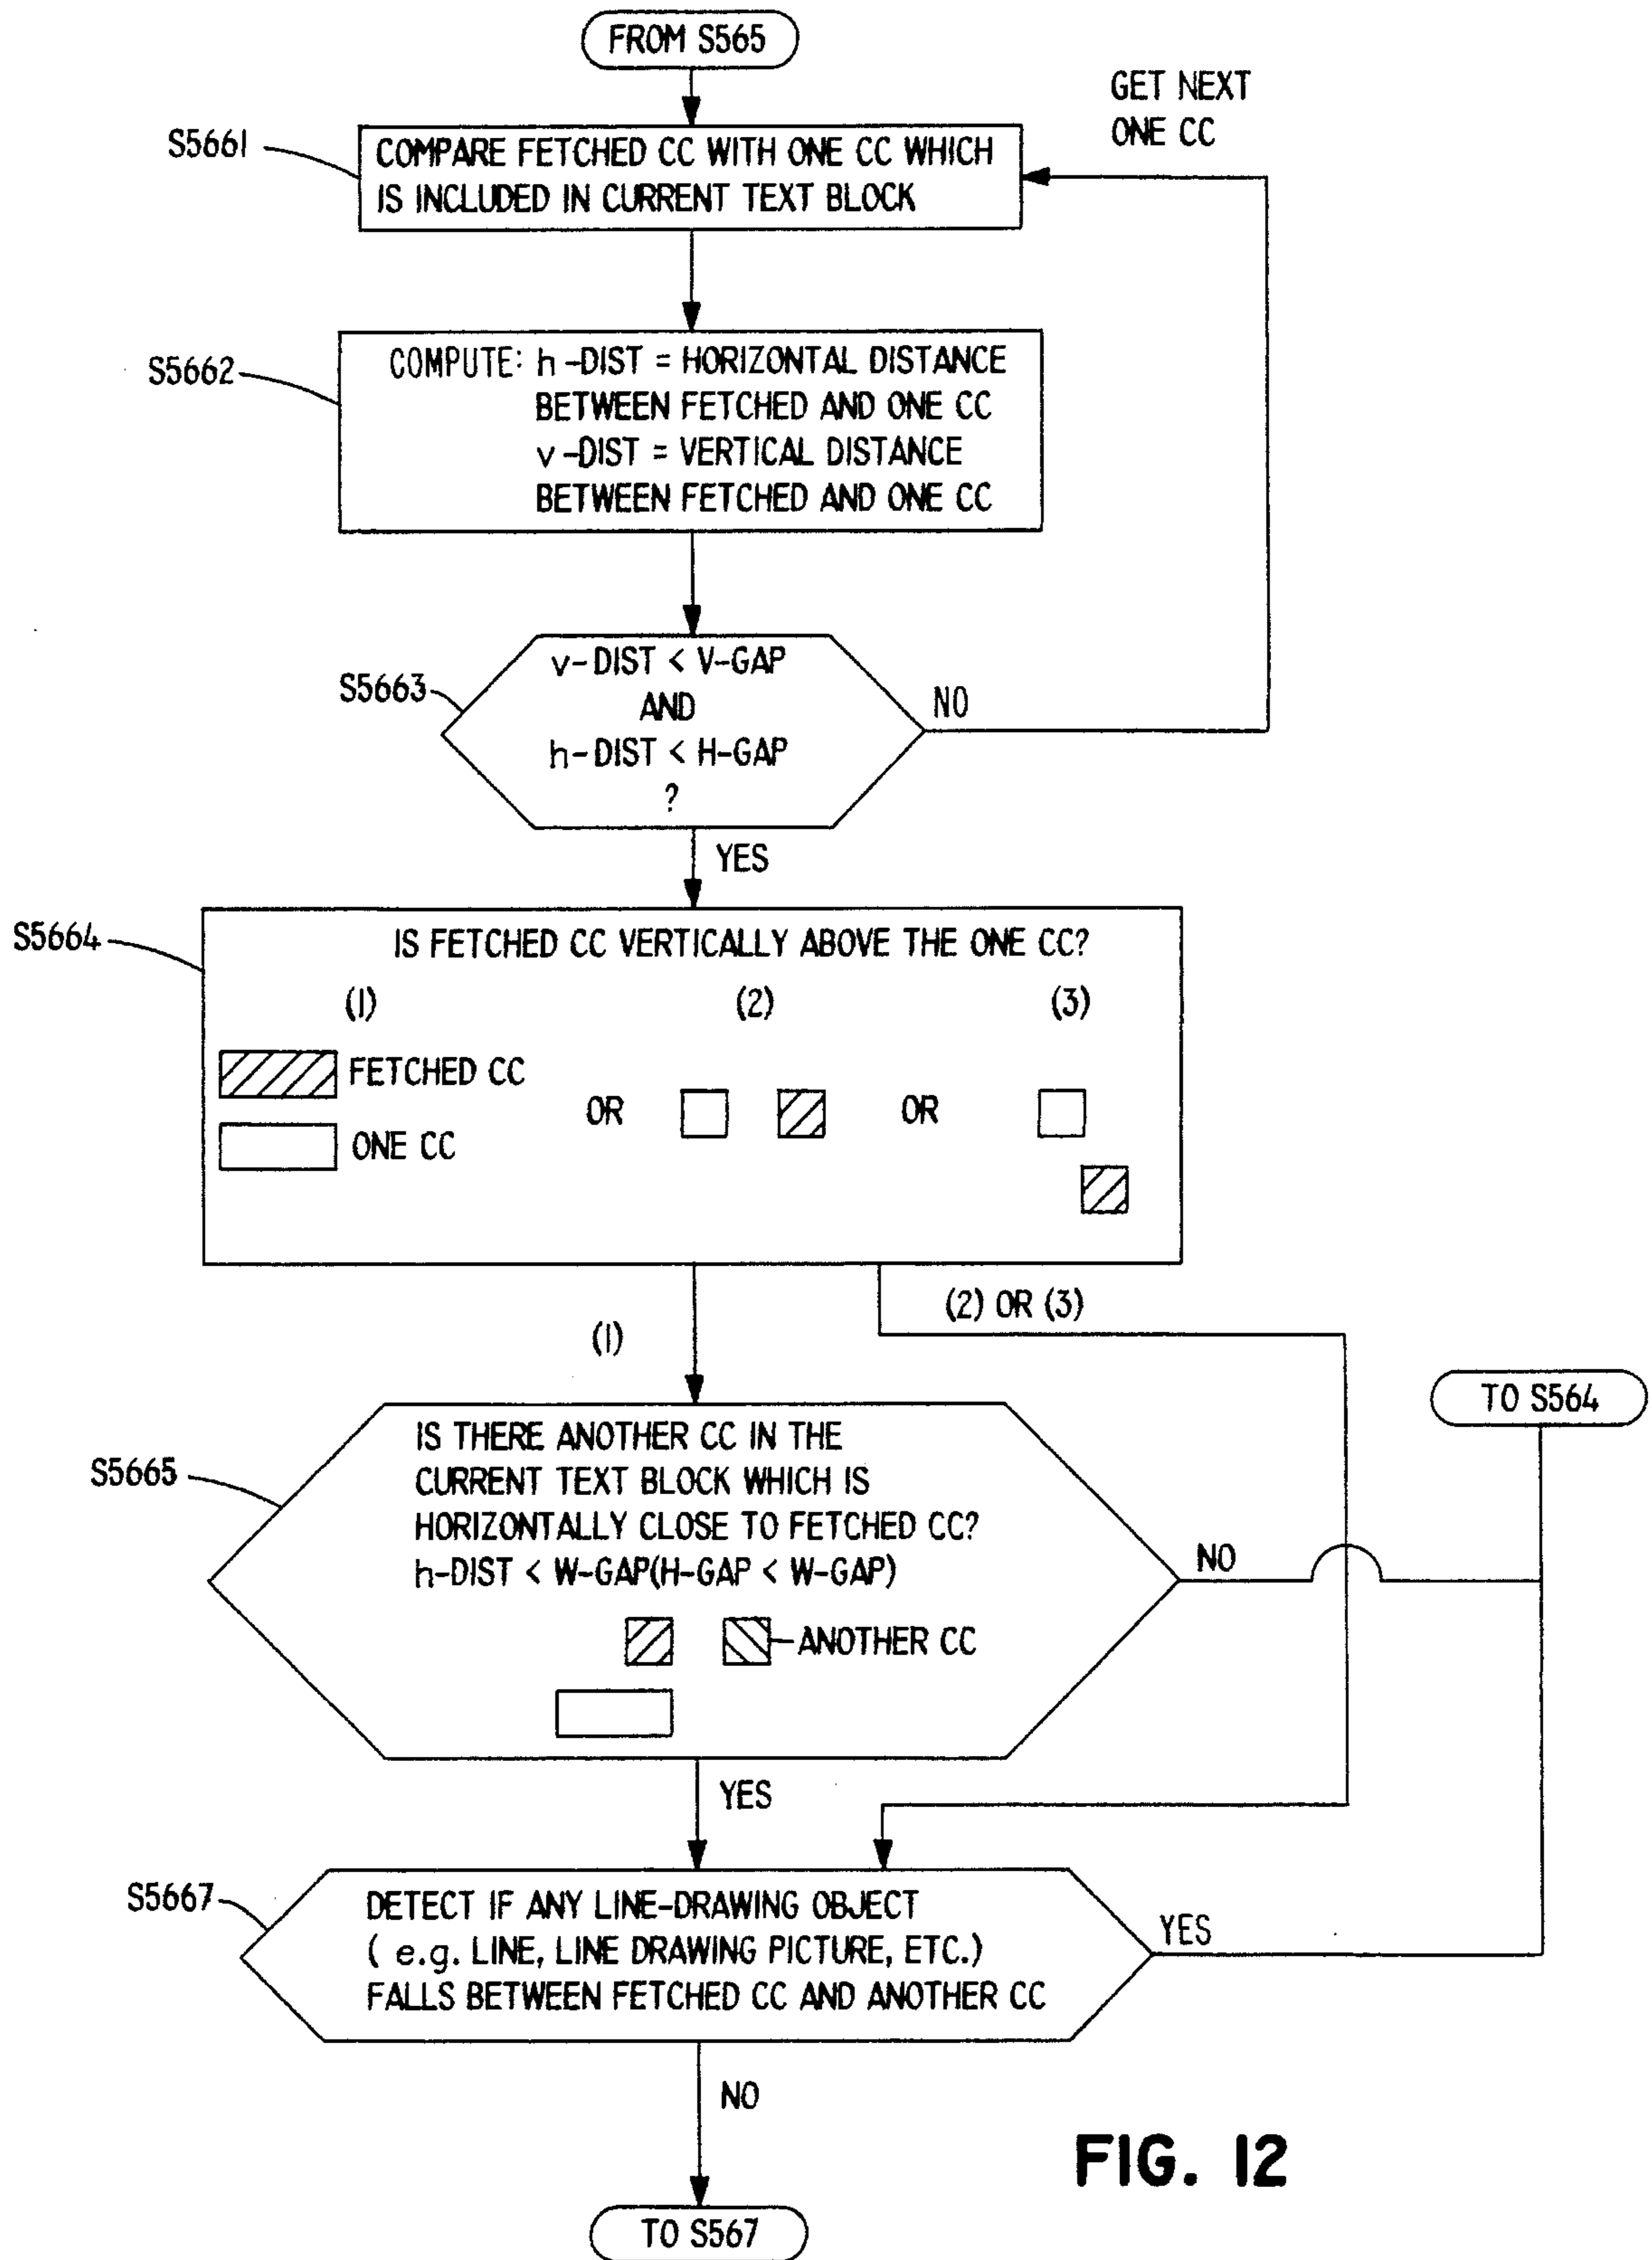 FROM S565
GET NEXT
ONE CC
S5661
COMPARE FETCHED CC WITH ONE CC WHICH
IS INCLUDED IN CURRENT TEXT BLOCK
S5662
COMPUTE: h-DIST = HORIZONTAL DISTANCE
BETWEEN FETCHED AND ONE CC
v-DIST = VERTICAL DISTANCE
BETWEEN FETCHED AND ONE CC
S5663
v-DIST < V-GAP
AND
h-DIST < H-GAP
?
NO
YES
S5664
IS FETCHED CC VERTICALLY ABOVE THE ONE CC?
(1) (2) (3)
FETCHED CC
OR OR
ONE CC
(2) OR (3)
(1)
TO S564
S5665
IS THERE ANOTHER CC IN THE
CURRENT TEXT BLOCK WHICH IS
HORIZONTALLY CLOSE TO FETCHED CC?
h-DIST < W-GAP(H-GAP < W-GAP)
NO
ANOTHER CC
YES
S5667
DETECT IF ANY LINE-DRAWING OBJECT
( e.g. LINE, LINE DRAWING PICTURE, ETC.)
FALLS BETWEEN FETCHED CC AND ANOTHER CC
YES
NO
FIG. 12
TO S567